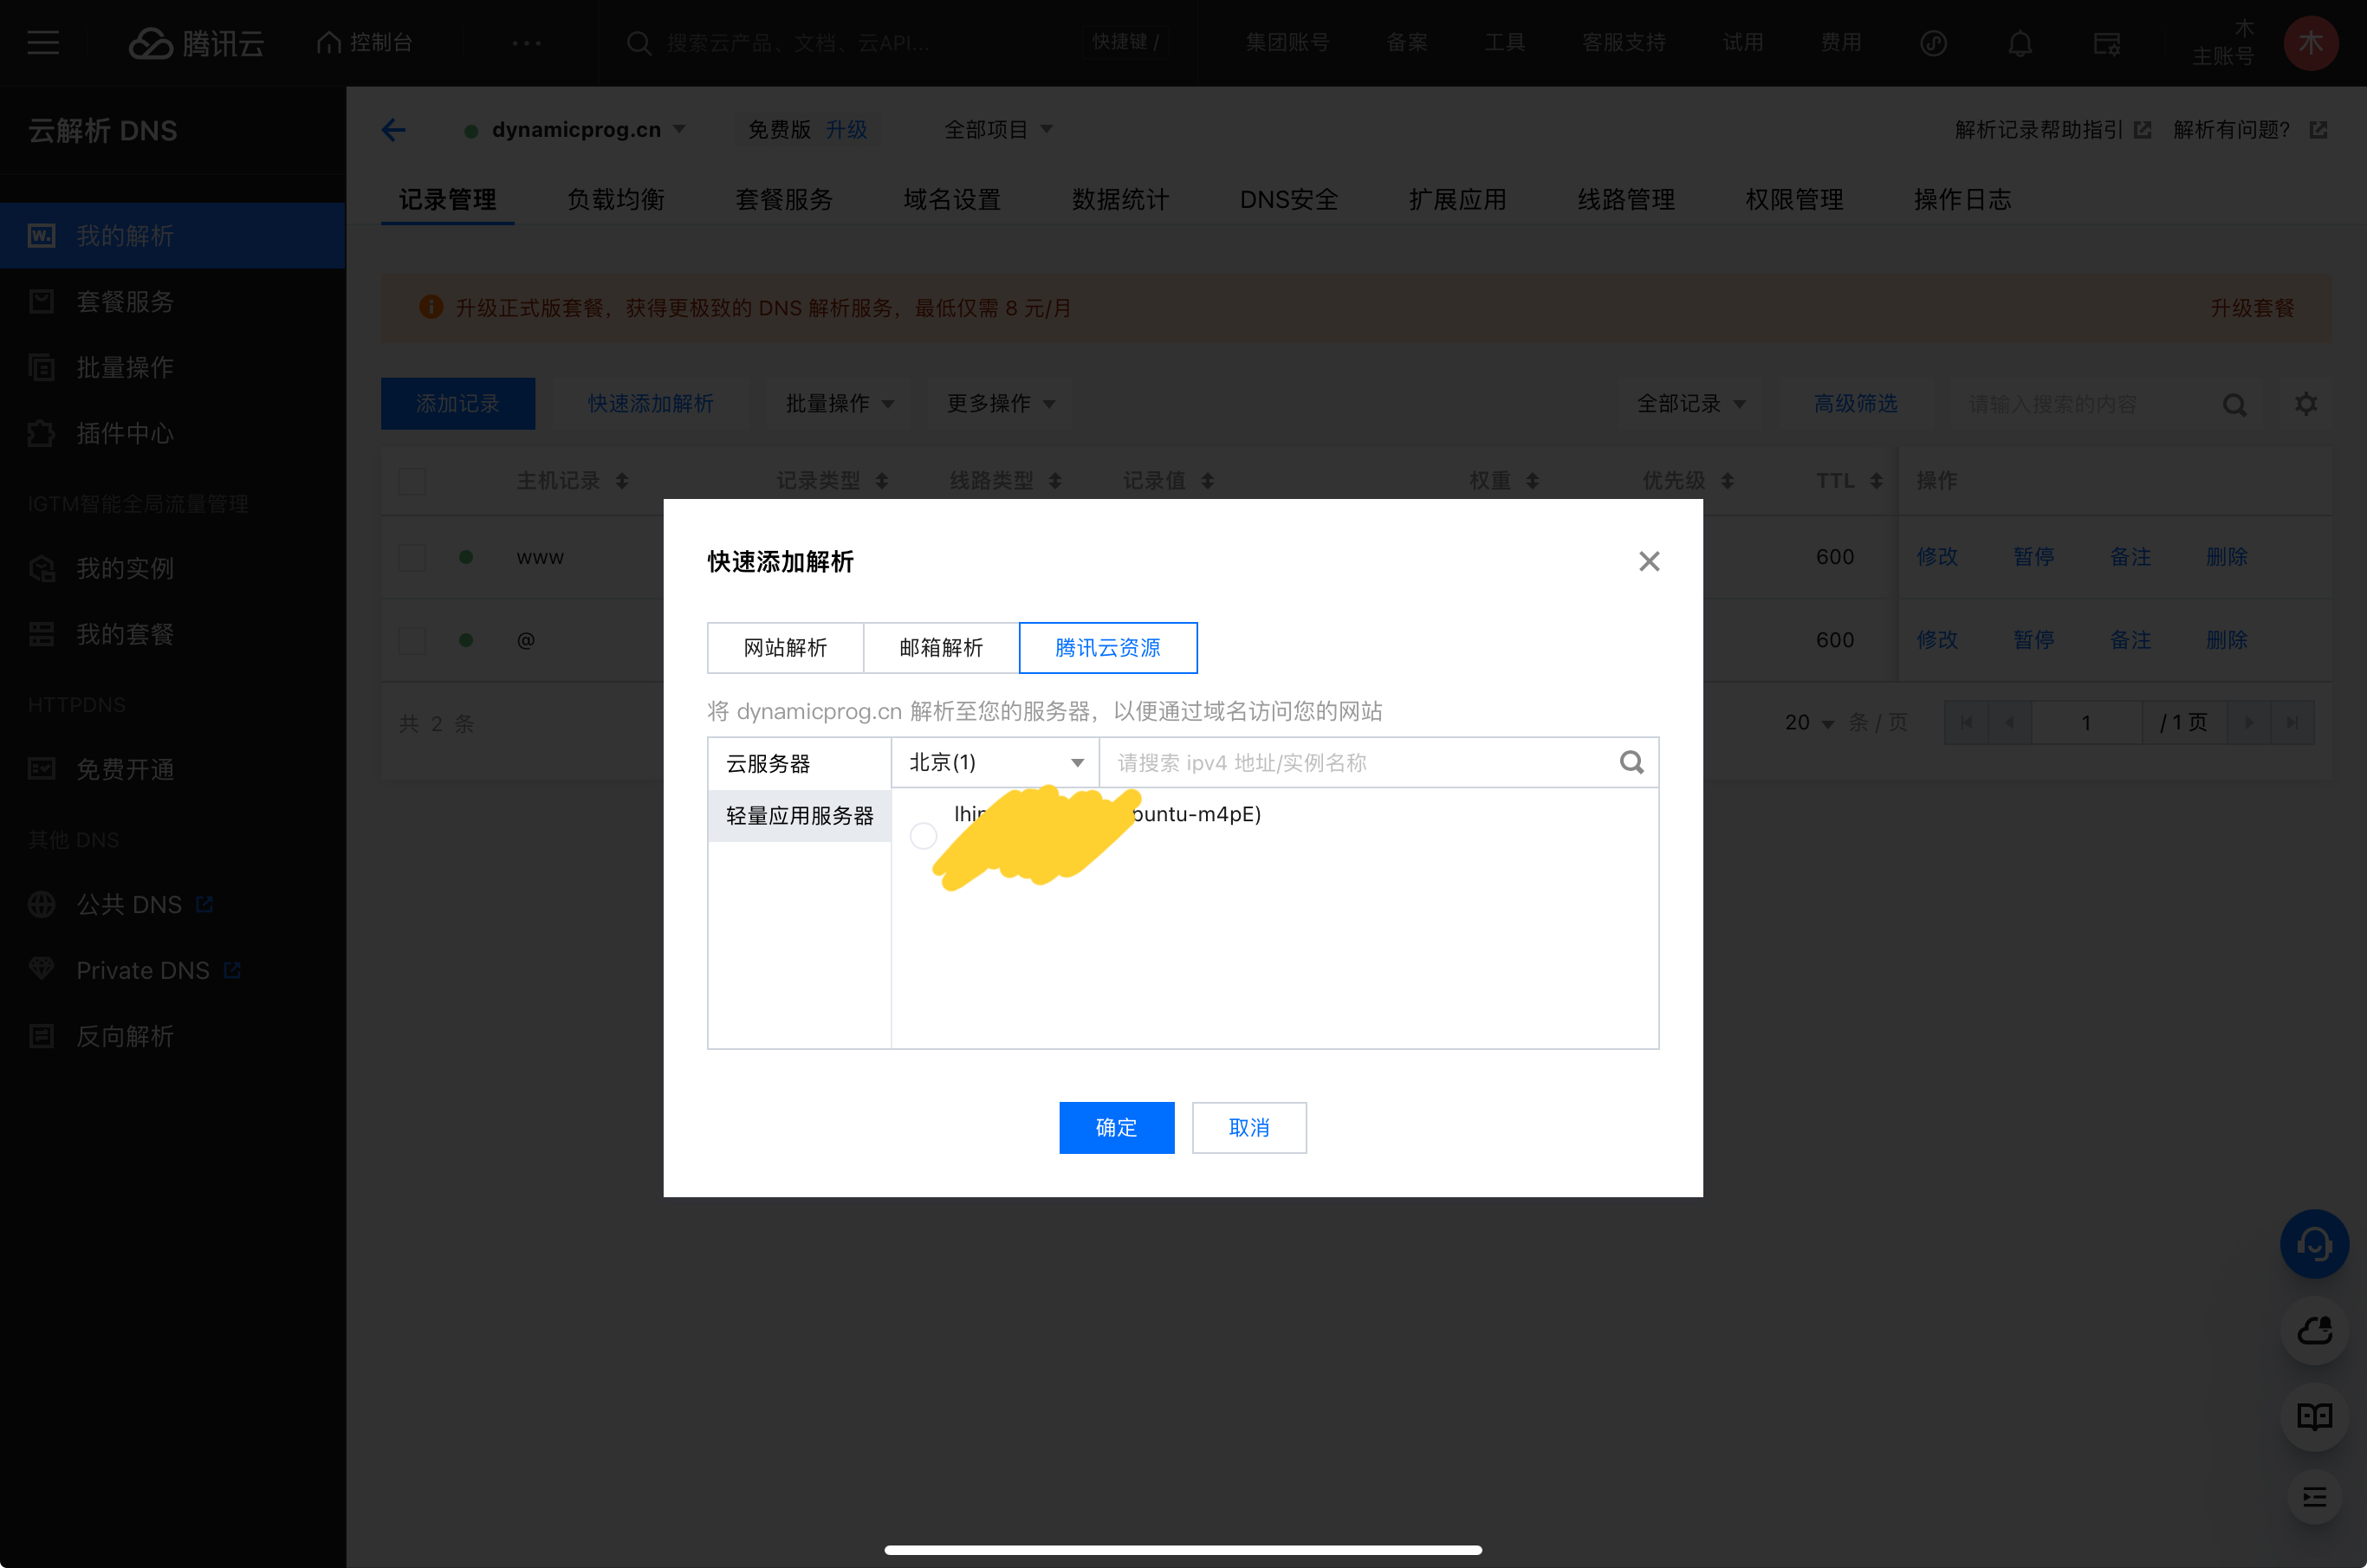 腾讯云
控制台
搜索云产品、文档、云API...
快捷键 /
集团账号
备案
工具
客服支持
试用
费用
木
主账号
木
云解析 DNS
我的解析
套餐服务
批量操作
插件中心
IGTM智能全局流量管理
我的实例
我的套餐
HTTPDNS
免费开通
其他 DNS
公共 DNS
Private DNS
反向解析
dynamicprog.cn
免费版 升级
全部项目
解析记录帮助指引
解析有问题?
记录管理
负载均衡
套餐服务
域名设置
数据统计
DNS安全
扩展应用
线路管理
权限管理
操作日志
升级正式版套餐，获得更极致的 DNS 解析服务，最低仅需 8 元/月
升级套餐
添加记录
快速添加解析
批量操作
更多操作
全部记录
高级筛选
请输入搜索的内容
主机记录
记录类型
线路类型
记录值
权重
优先级
TTL
操作
www
600
修改
暂停
备注
删除
@
600
修改
暂停
备注
删除
共 2 条
20 条 / 页
1
/ 1 页
快速添加解析
网站解析
邮箱解析
腾讯云资源
将 dynamicprog.cn 解析至您的服务器，以便通过域名访问您的网站
云服务器
轻量应用服务器
北京(1)
请搜索 ipv4 地址/实例名称
buntu-m4pE)
确定
取消